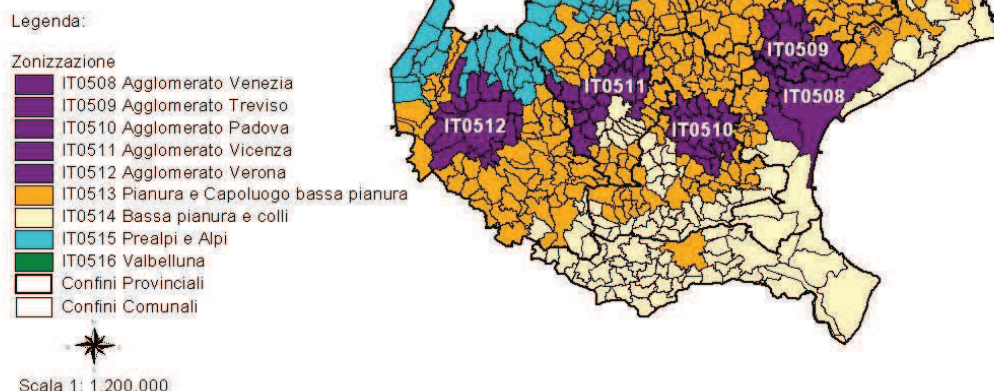 Legenda:
Zonizzazione
IT0508 Agglomerato Venezia
IT0509 Agglomerato Treviso
IT0510 Agglomerato Padova
IT0511 Agglomerato Vicenza
IT0512 Agglomerato Verona
IT0513 Pianura e Capoluogo bassa pianura
IT0514 Bassa pianura e colli
IT0515 Prealpi e Alpi
IT0516 Valbelluna
Confini Provinciali
Confini Comunali
Scala 1: 1.200.000
IT0509
IT0511
IT0508
IT0512
IT0510